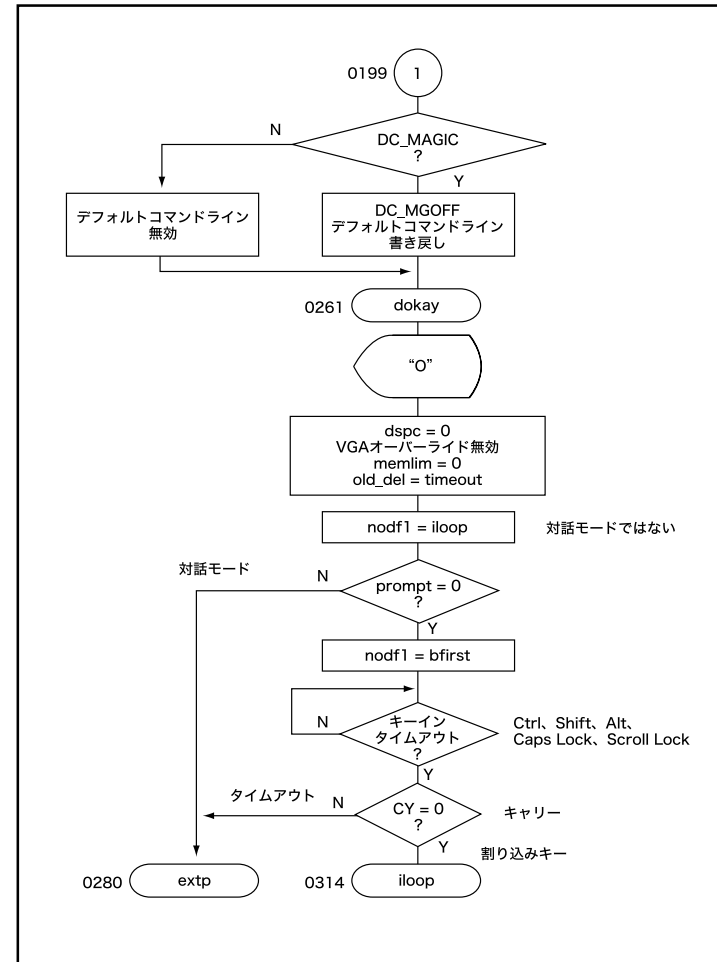 0199
1
DC_MAGIC
?
N
Y
デフォルトコマンドライン
無効
DC_MGOFF
デフォルトコマンドライン
書き戻し
0261
dokay
“O”
dspc = 0
VGAオーバーライド無効
memlim = 0
old_del = timeout
nodf1 = iloop
対話モードではない
対話モード
N
prompt = 0
?
Y
nodf1 = bfirst
N
キーイン
タイムアウト
?
Ctrl、Shift、Alt、
Caps Lock、Scroll Lock
Y
タイムアウト
N
CY = 0
?
キャリー
Y
割り込みキー
0280
extp
0314
iloop